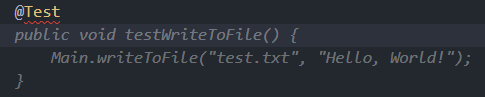 @Test
public void testWriteToFile() {
    Main.writeToFile("test.txt", "Hello, World!");
}